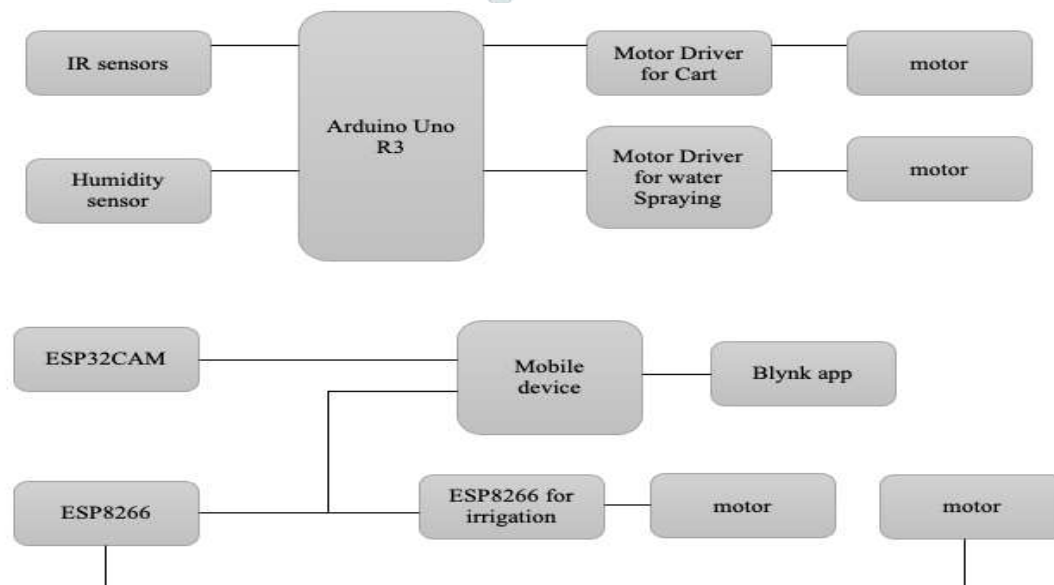 IR sensors
Arduino Uno
R3
Motor Driver
for Cart
motor
Humidity
sensor
Motor Driver
for water
Spraying
motor
ESP32CAM
Mobile
device
Blynk app
ESP8266
ESP8266 for
irrigation
motor
motor